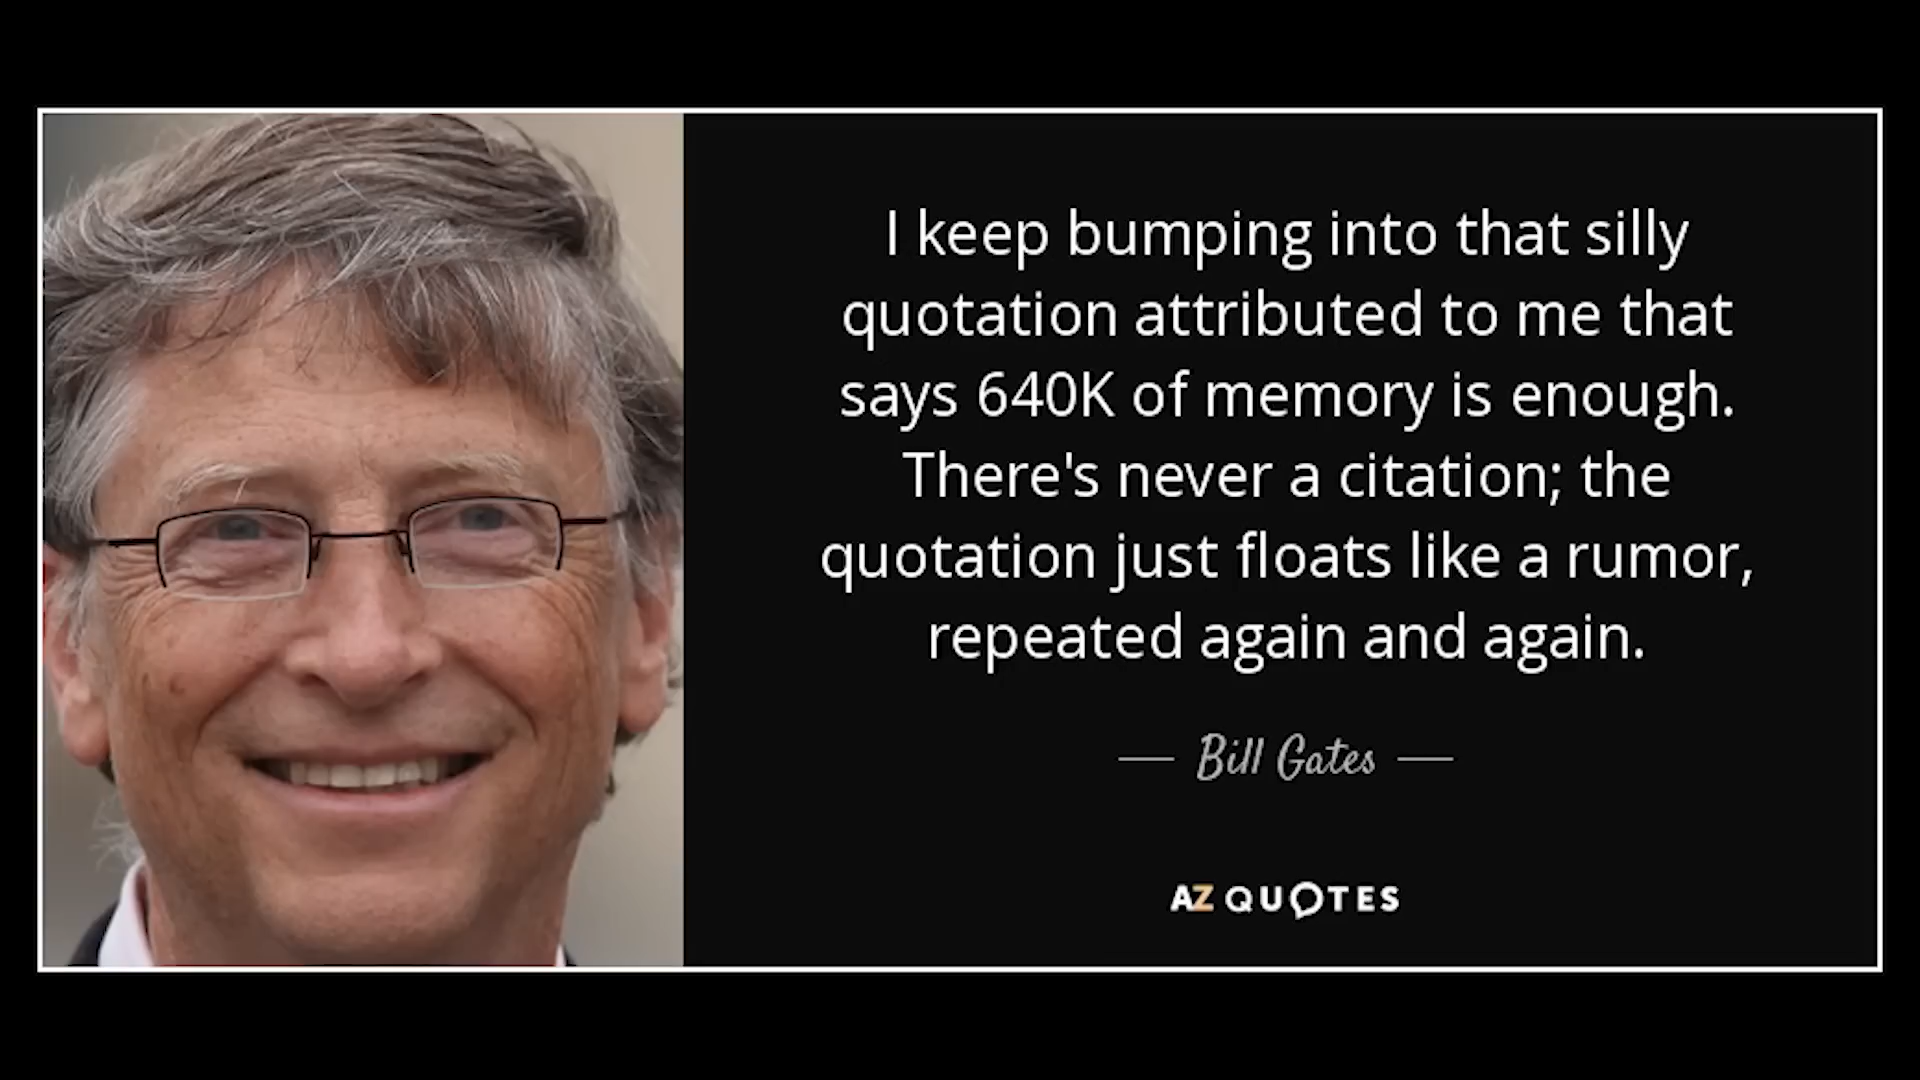 I keep bumping into that silly
quotation attributed to me that
says 640K of memory is enough.
There's never a citation; the
quotation just floats like a rumor,
repeated again and again.
— Bill Gates —
AZ QUOTES